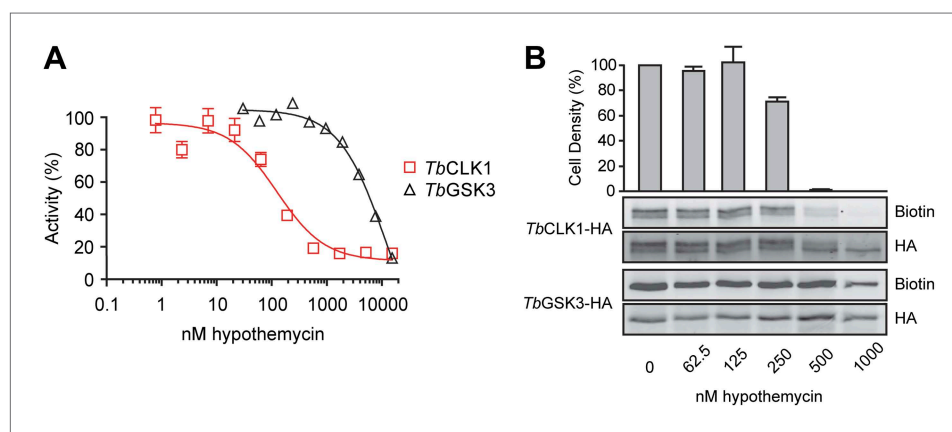 A
Activity (%)
100
80
60
40
20
0
0.1
1
10
100
1000
10000
nM hypothemycin
TbCLK1
TbGSK3
B
Cell Density (%)
100
80
60
40
20
0
TbCLK1-HA
Biotin
HA
TbGSK3-HA
Biotin
HA
0
62.5
125
250
500
1000
nM hypothemycin